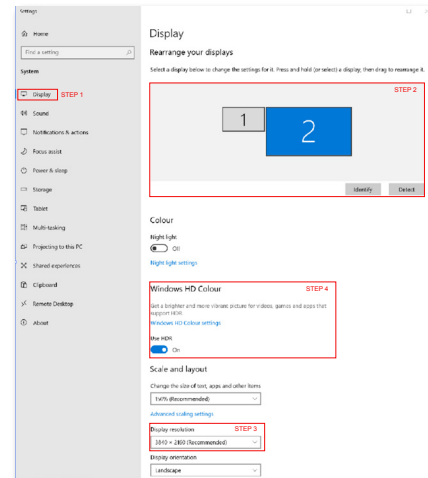 Settings
Home
Find a setting
System
Display STEP 1
Sound
Notifications & actions
Focus assist
Power & sleep
Storage
Tablet
Multi-tasking
Projecting to this PC
Shared experiences
Clipboard
Remote Desktop
About
Display
Rearrange your displays
Select a display below to change the settings for it. Press and hold (or select) a display, then drag to rearrange it.
STEP 2
1
2
Identify Detect
Colour
Night light
Off
Night light settings
Windows HD Colour STEP 4
Get a brighter and more vibrant picture for videos, games and apps that
support HDR.
Windows HD Colour settings
Use HDR
On
Scale and layout
Change the size of text, apps and other items
150% (Recommended)
Advanced scaling settings
Display resolution STEP 3
3840 × 2160 (Recommended)
Display orientation
Landscape